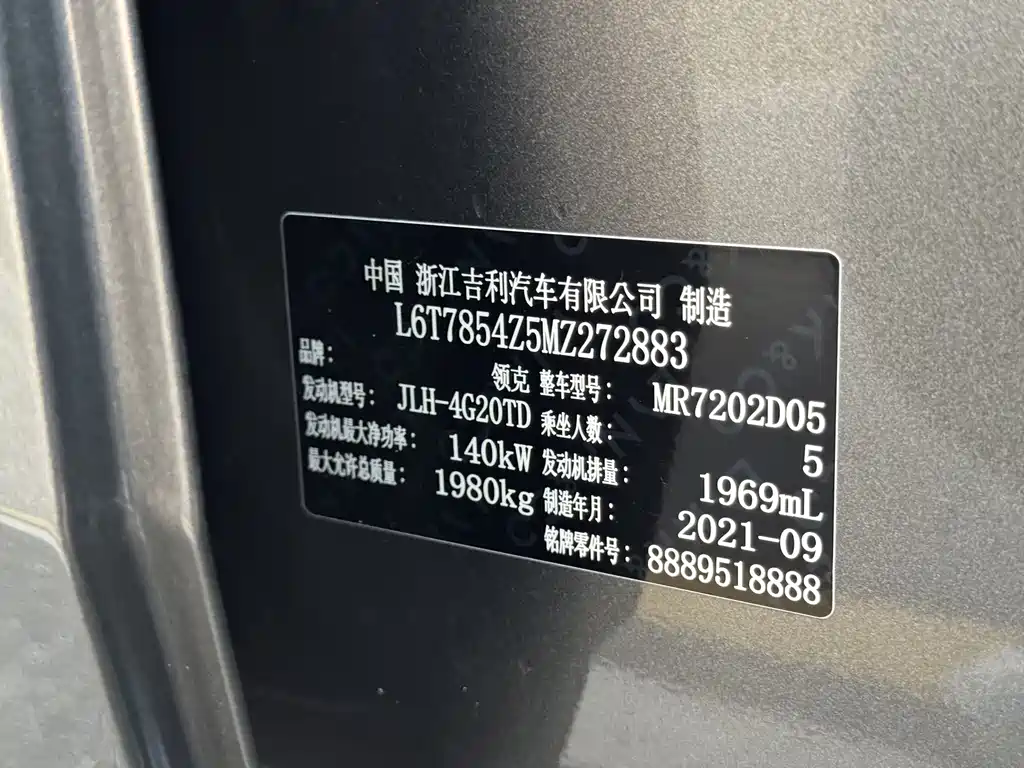 中国 浙江吉利汽车有限公司 制造
L6T7854Z5MZ272883
品牌： 领克 整车型号： MR7202D05
发动机型号： JLH-4G20TD 乘坐人数： 5
发动机最大净功率： 140kW 发动机排量： 1969mL
最大允许总质量： 1980kg 制造年月： 2021-09
铭牌零件号： 8889518888